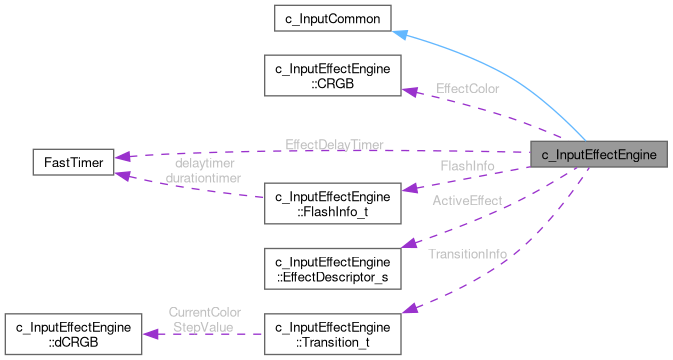 c_InputCommon
c_InputEffectEngine
::CRGB
EffectColor
EffectDelayTimer
c_InputEffectEngine
FastTimer
delaytimer
durationtimer
FlashInfo
c_InputEffectEngine
::FlashInfo_t
ActiveEffect
c_InputEffectEngine
::EffectDescriptor_s
TransitionInfo
c_InputEffectEngine
::dCRGB
CurrentColor
StepValue
c_InputEffectEngine
::Transition_t